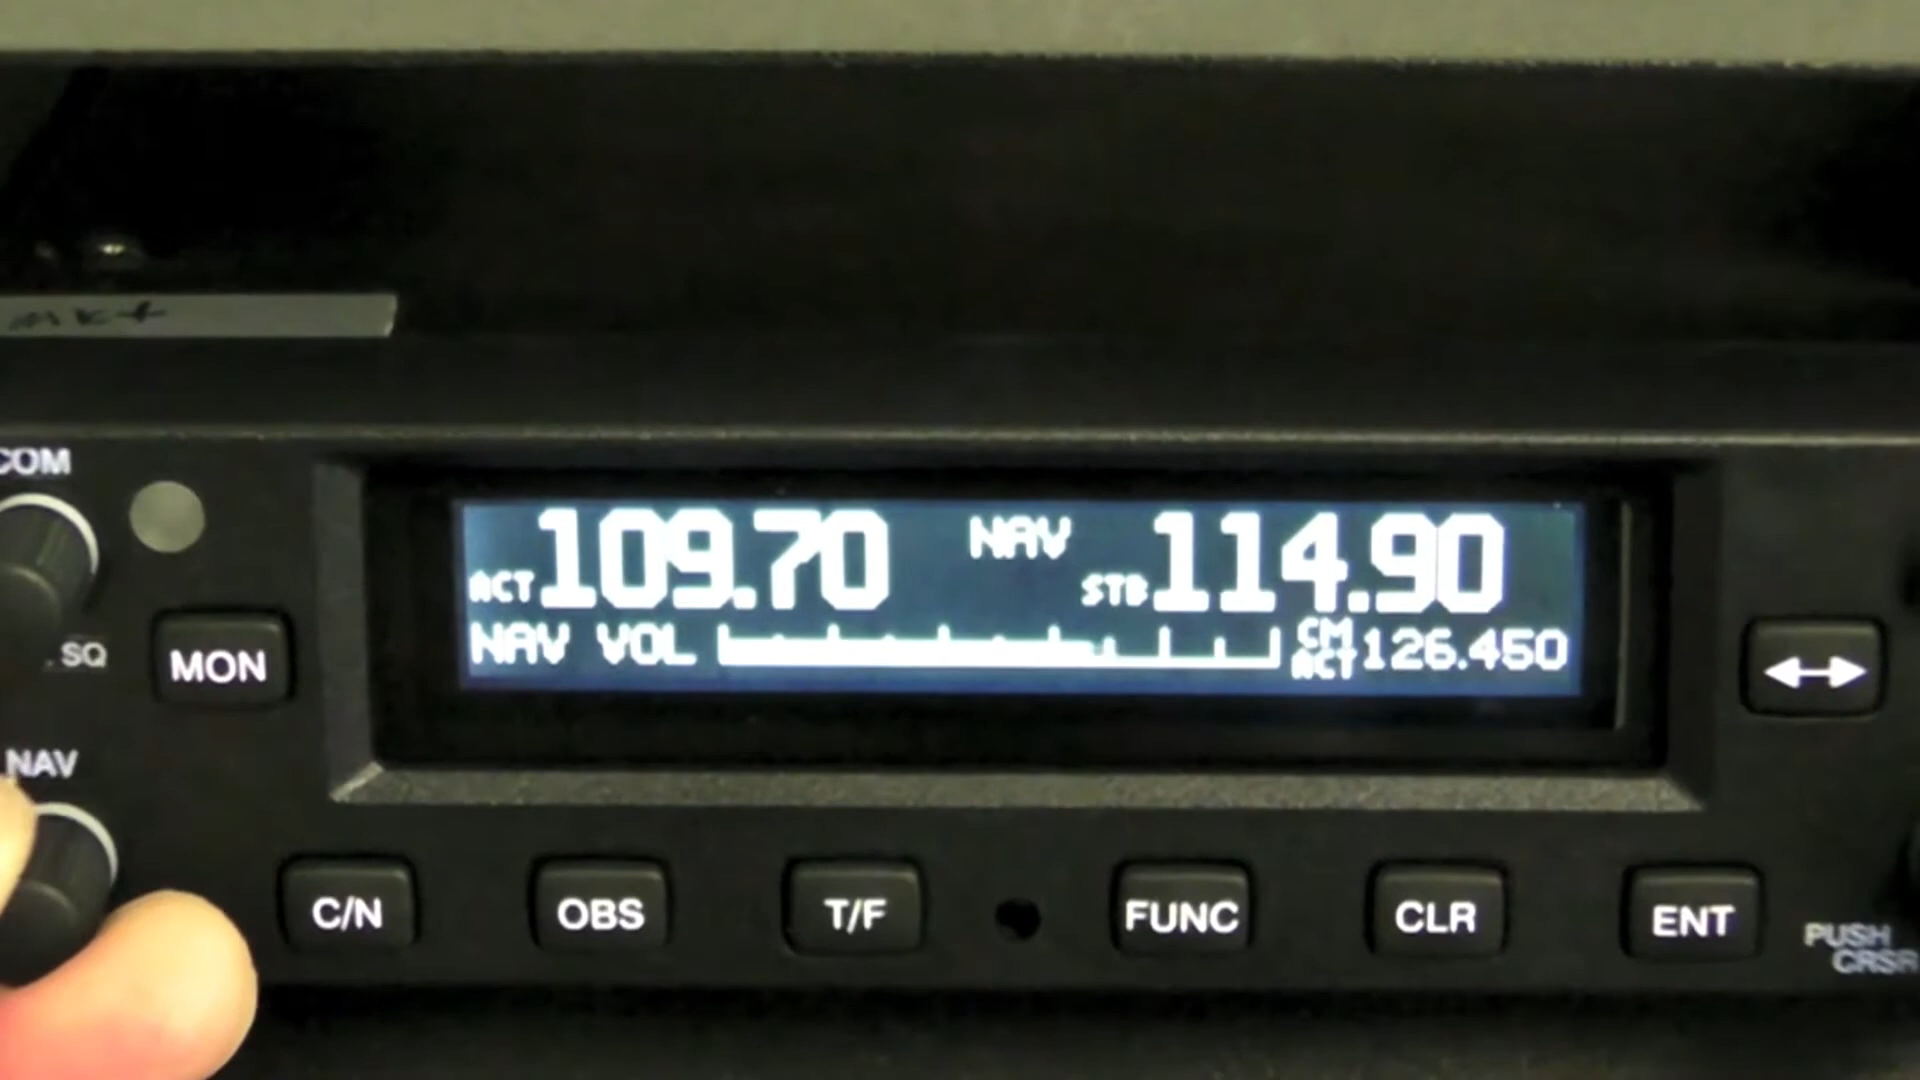 mkt
COM
ACT 109.70 NAV STB 114.90
NAV VOL CM ACT 126.450
SQ
MON
NAV
C/N OBS T/F FUNC CLR ENT
PUSH
CRSR